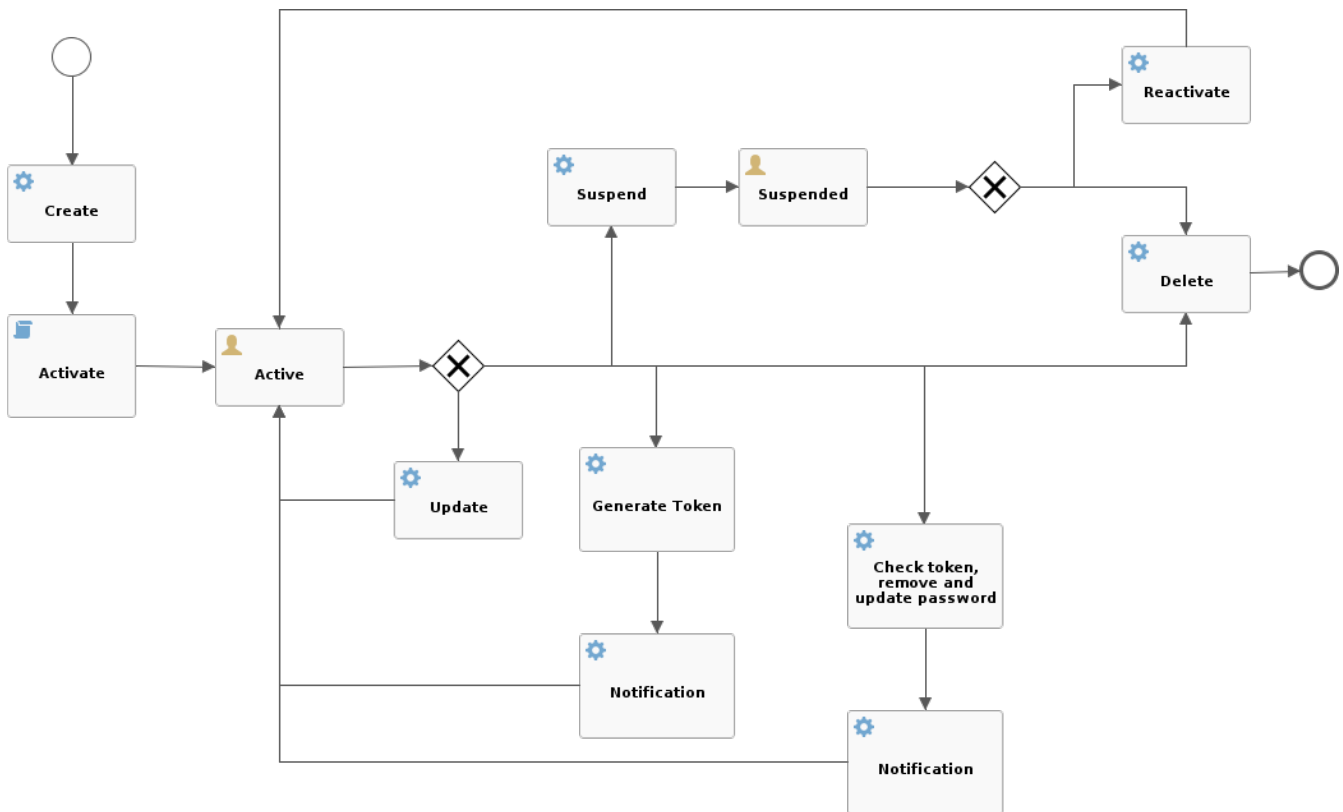 Reactivate
Create
Suspend
Suspended
Delete
Activate
Active
Update
Generate Token
Check token,
remove and
update password
Notification
Notification